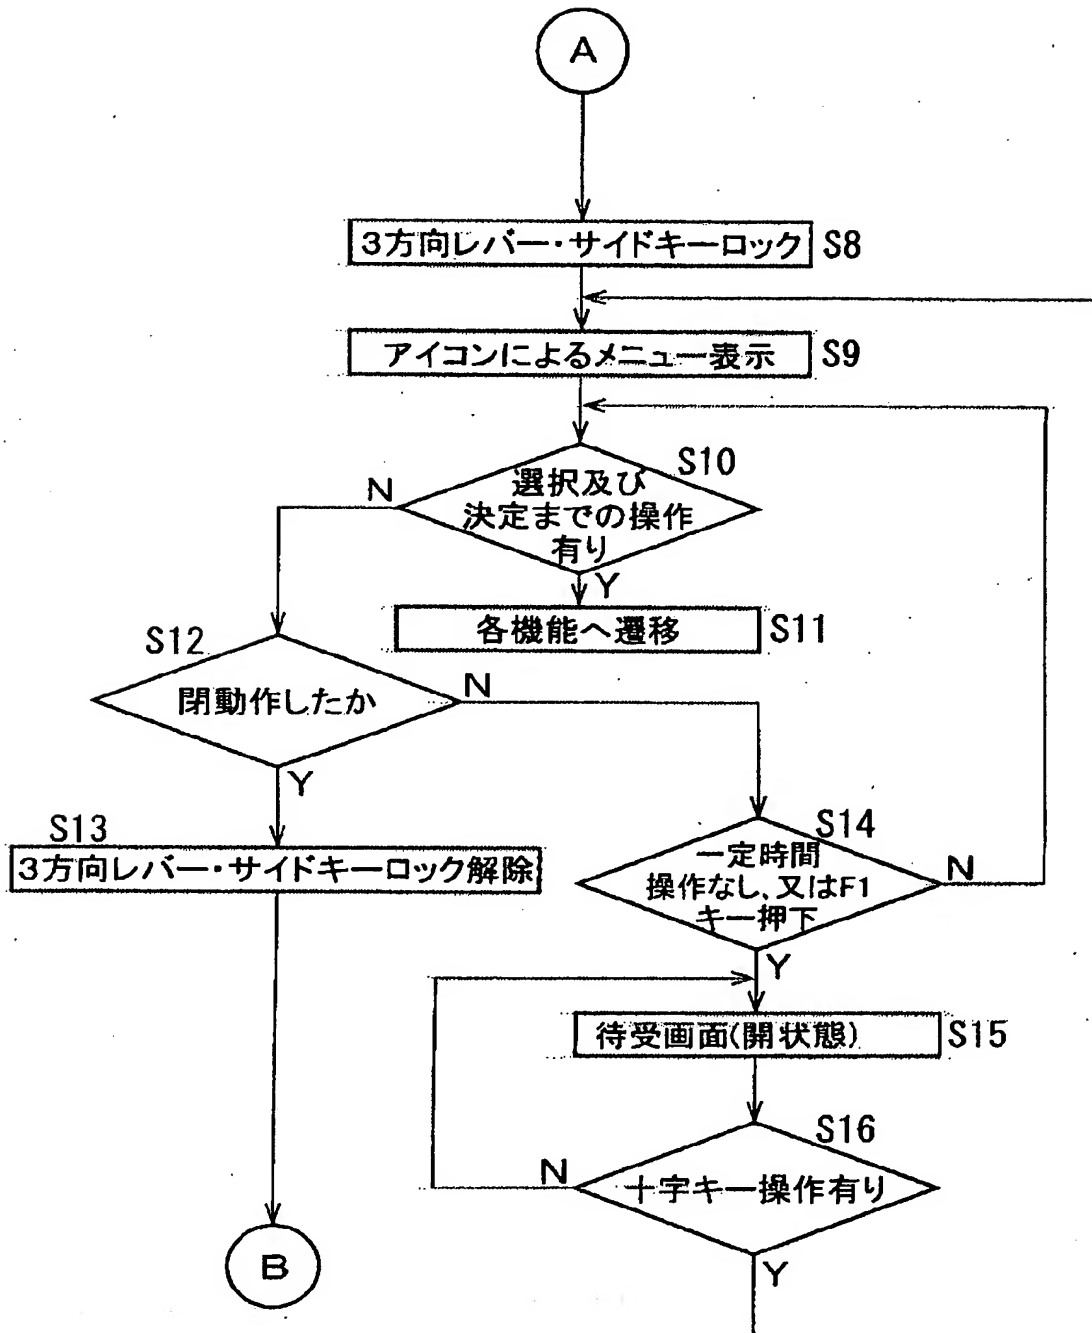 A
3方向レバー・サイドキーロック S8
アイコンによるメニュー表示 S9
S10
選択及び
決定までの操作
有り
N
Y
各機能へ遷移 S11
S12
閉動作したか
N
Y
S13
3方向レバー・サイドキーロック解除
S14
一定時間
操作なし、又はF1
キー押下
N
Y
待受画面(開状態) S15
S16
十字キー操作有り
N
Y
B